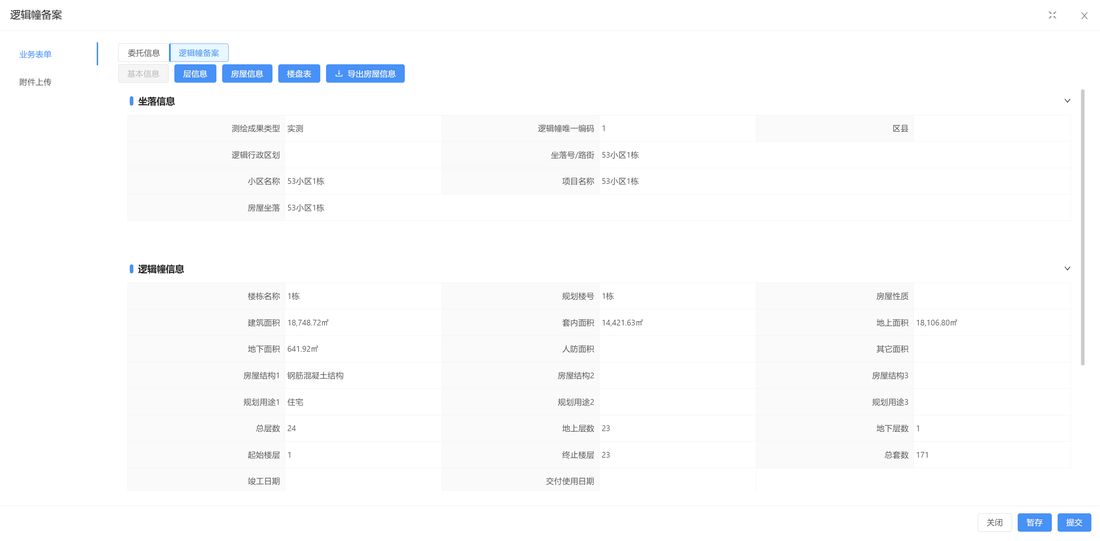 逻辑幢备案
业务表单
附件上传
委托信息 逻辑幢备案
基本信息 层信息 房屋信息 楼盘表 导出房屋信息
坐落信息
测绘成果类型 实测 逻辑幢唯一编码 1 区县
逻辑行政区划 坐落号/路街 53小区1栋
小区名称 53小区1栋 项目名称 53小区1栋
房屋坐落 53小区1栋
逻辑幢信息
楼栋名称 1栋 规划楼号 1栋 房屋性质
建筑面积 18,748.72㎡ 套内面积 14,421.63㎡ 地上面积 18,106.80㎡
地下面积 641.92㎡ 人防面积 其它面积
房屋结构1 钢筋混凝土结构 房屋结构2 房屋结构3
规划用途1 住宅 规划用途2 规划用途3
总层数 24 地上层数 23 地下层数 1
起始楼层 1 终止楼层 23 总套数 171
竣工日期 交付使用日期
关闭 暂存 提交